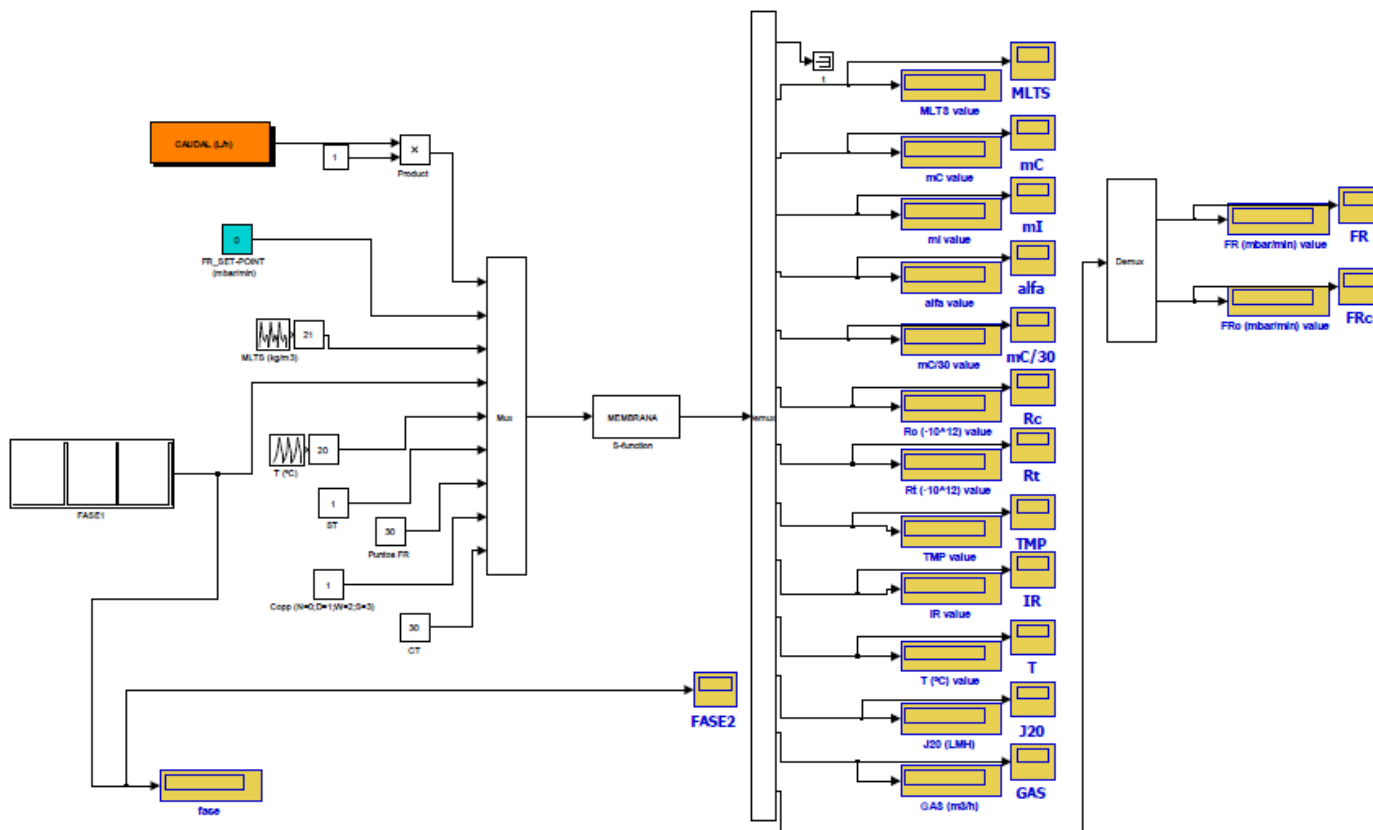 CAUDAL (L/h)
1
×
Product
0
FR_SET-POINT
(mbar/min)
21
MLTS (kg/m3)
FASE1
20
T (ºC)
1
ST
30
Puntos FR
1
Copp (N=0;D=1;W=2;S=3)
30
CT
Mux
MEMBRANA
S-function
FASE2
fase
Demux
t
MLTS value
MLTS
mC value
mC
mI value
mI
alfa value
alfa
mC/30 value
mC/30
Rc (·10^12) value
Rc
Rt (·10^12) value
Rt
TMP value
TMP
IR value
IR
T (ºC) value
T
J20 (LMH)
J20
GAS (m3/h)
GAS
Demux
FR (mbar/min) value
FR
FRc (mbar/min) value
FRc